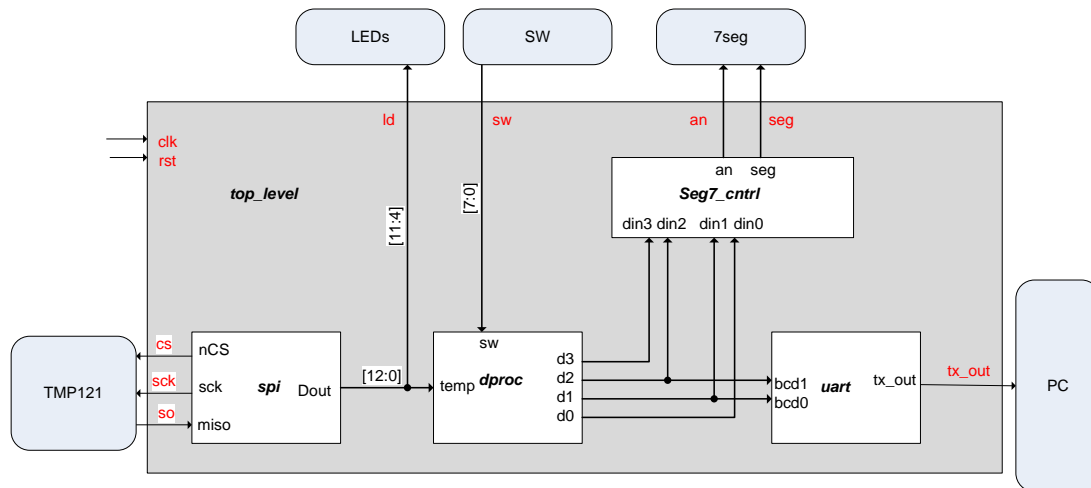 LEDs
SW
7seg
ld
sw
an
seg
clk
rst
an seg
top_level
Seg7_cntrl
[11:4]
[7:0]
din3 din2 din1 din0
cs
nCS
sw
d3
TMP121
sck
sck
spi
Dout
[12:0]
temp
dproc
d2
d1
d0
bcd1
bcd0
uart
tx_out
tx_out
PC
so
miso